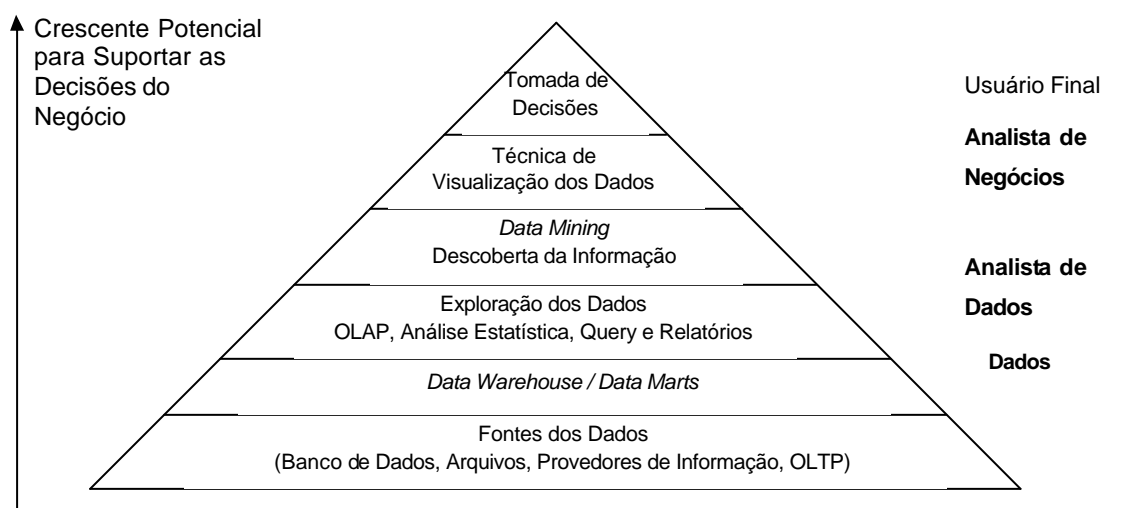 Crescente Potencial
para Suportar as
Decisões do
Negócio
Tomada de
Decisões
Técnica de
Visualização dos Dados
Data Mining
Descoberta da Informação
Exploração dos Dados
OLAP, Análise Estatística, Query e Relatórios
Data Warehouse / Data Marts
Fontes dos Dados
(Banco de Dados, Arquivos, Provedores de Informação, OLTP)
Usuário Final
Analista de
Negócios
Analista de
Dados
Dados